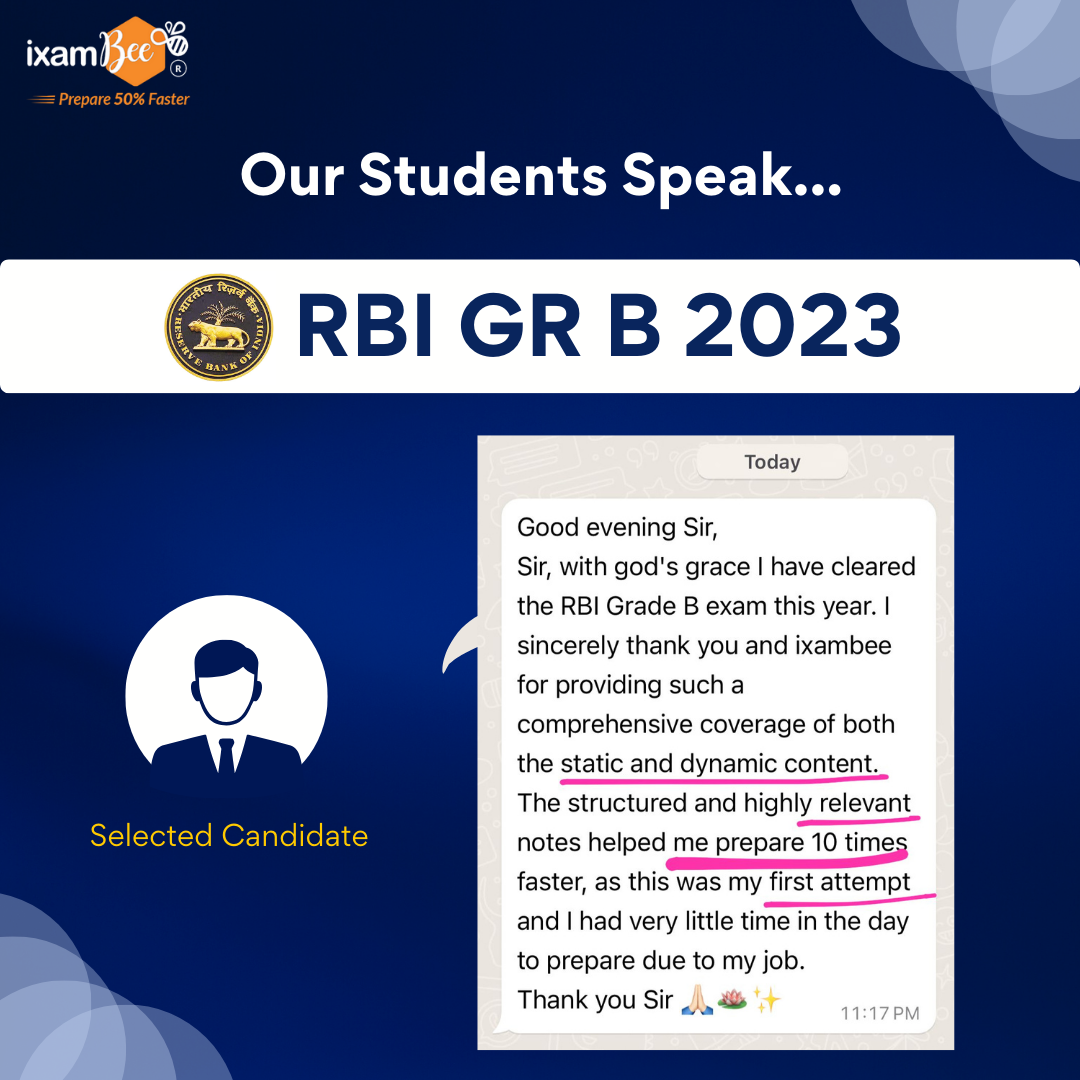 ixamBee
®
Prepare 50% Faster
Our Students Speak...
भारतीय रिज़र्व बैंक
RESERVE BANK OF INDIA
RBI GR B 2023
Today
Good evening Sir,
Sir, with god's grace I have cleared
the RBI Grade B exam this year. I
sincerely thank you and ixambee
for providing such a
comprehensive coverage of both
the static and dynamic content.
The structured and highly relevant
notes helped me prepare 10 times
faster, as this was my first attempt
and I had very little time in the day
to prepare due to my job.
Thank you Sir 🙏🏻🪷✨
11:17 PM
Selected Candidate